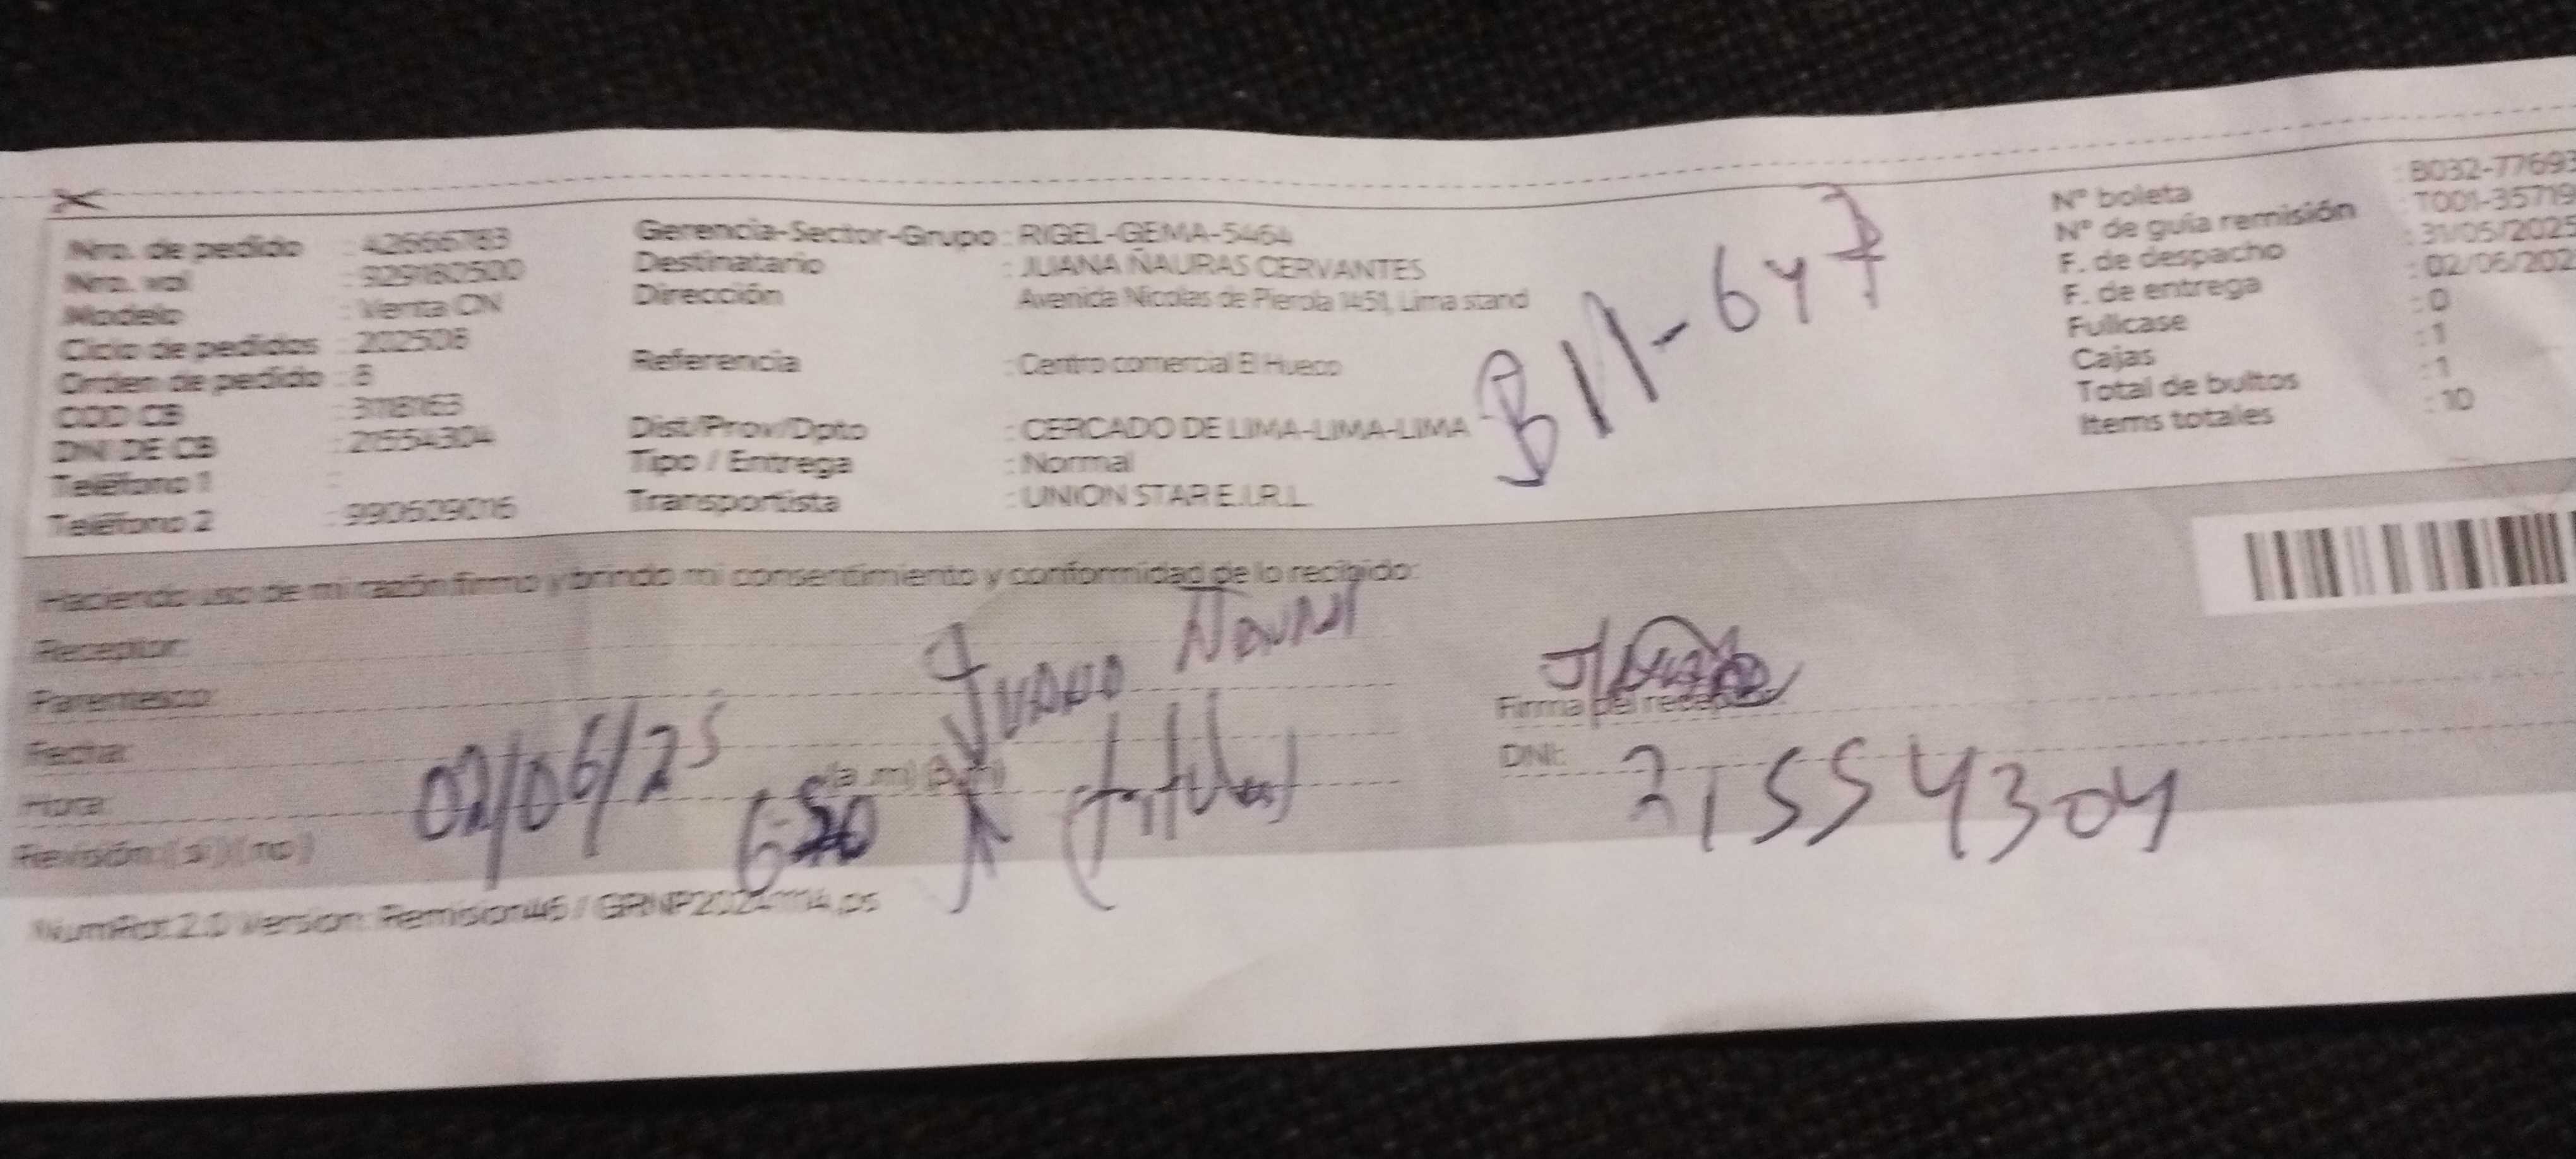 Nro. de pedido : 42666783
Nro. vol : 929180500
Modelo : Venta CN
Ciclo de pedidos : 202508
Orden de pedido : 8
COD CB : 3118163
DNI DE CB : 21554304
Teléfono 1 :
Teléfono 2 : 990609016
Gerencia-Sector-Grupo : RIGEL-GEMA-5464
Destinatario : JUANA ÑAURAS CERVANTES
Dirección Avenida Nicolas de Pierola 1451, Lima stand
Referencia : Centro comercial El Hueco
Dist/Prov/Dpto : CERCADO DE LIMA-LIMA-LIMA
Tipo / Entrega : Normal
Transportista : UNION STAR E.I.R.L.
B11-647
N° boleta : B032-77693
N° de guía remisión : T001-35719
F. de despacho : 31/05/2025
F. de entrega : 02/06/202
Fullcase : 0
Cajas : 1
Total de bultos : 1
Items totales : 10
Haciendo uso de mi razón firmo y brindo mi consentimiento y conformidad de lo recibido:
Receptor:
Parentesco:
Fecha: 02/06/25
Hora: (a.m) (p.m)
Revisión: ( si ) ( no )
Firma del receptor:
DNI: 21554304
NumRot 2.0 Version: Remision46 /